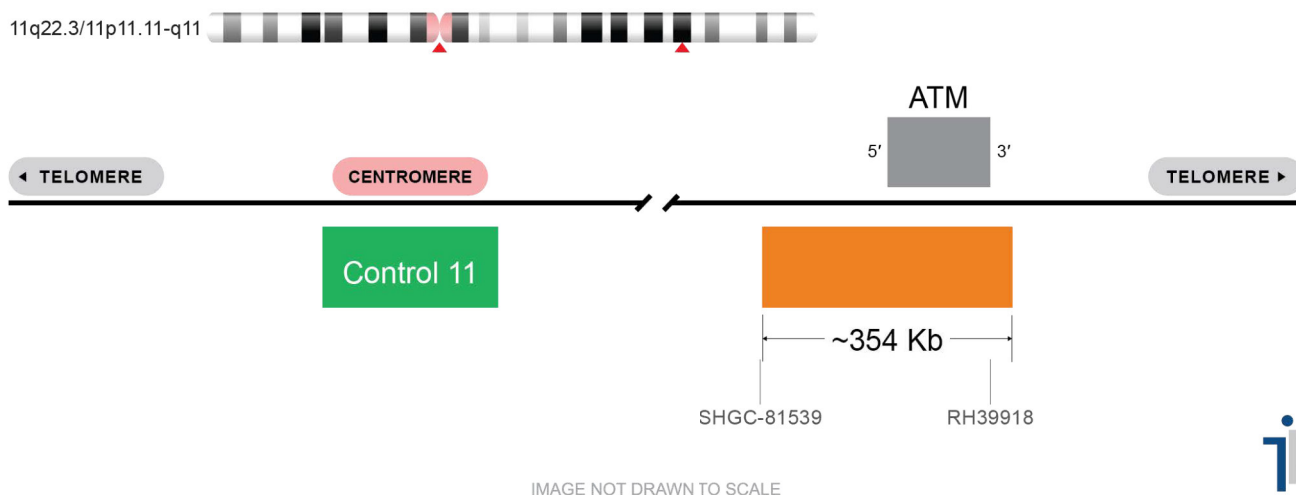 11q22.3/11p11.11-q11
ATM
5′ 3′
◂ TELOMERE CENTROMERE TELOMERE ▸
Control 11
~354 Kb
SHGC-81539 RH39918
IMAGE NOT DRAWN TO SCALE